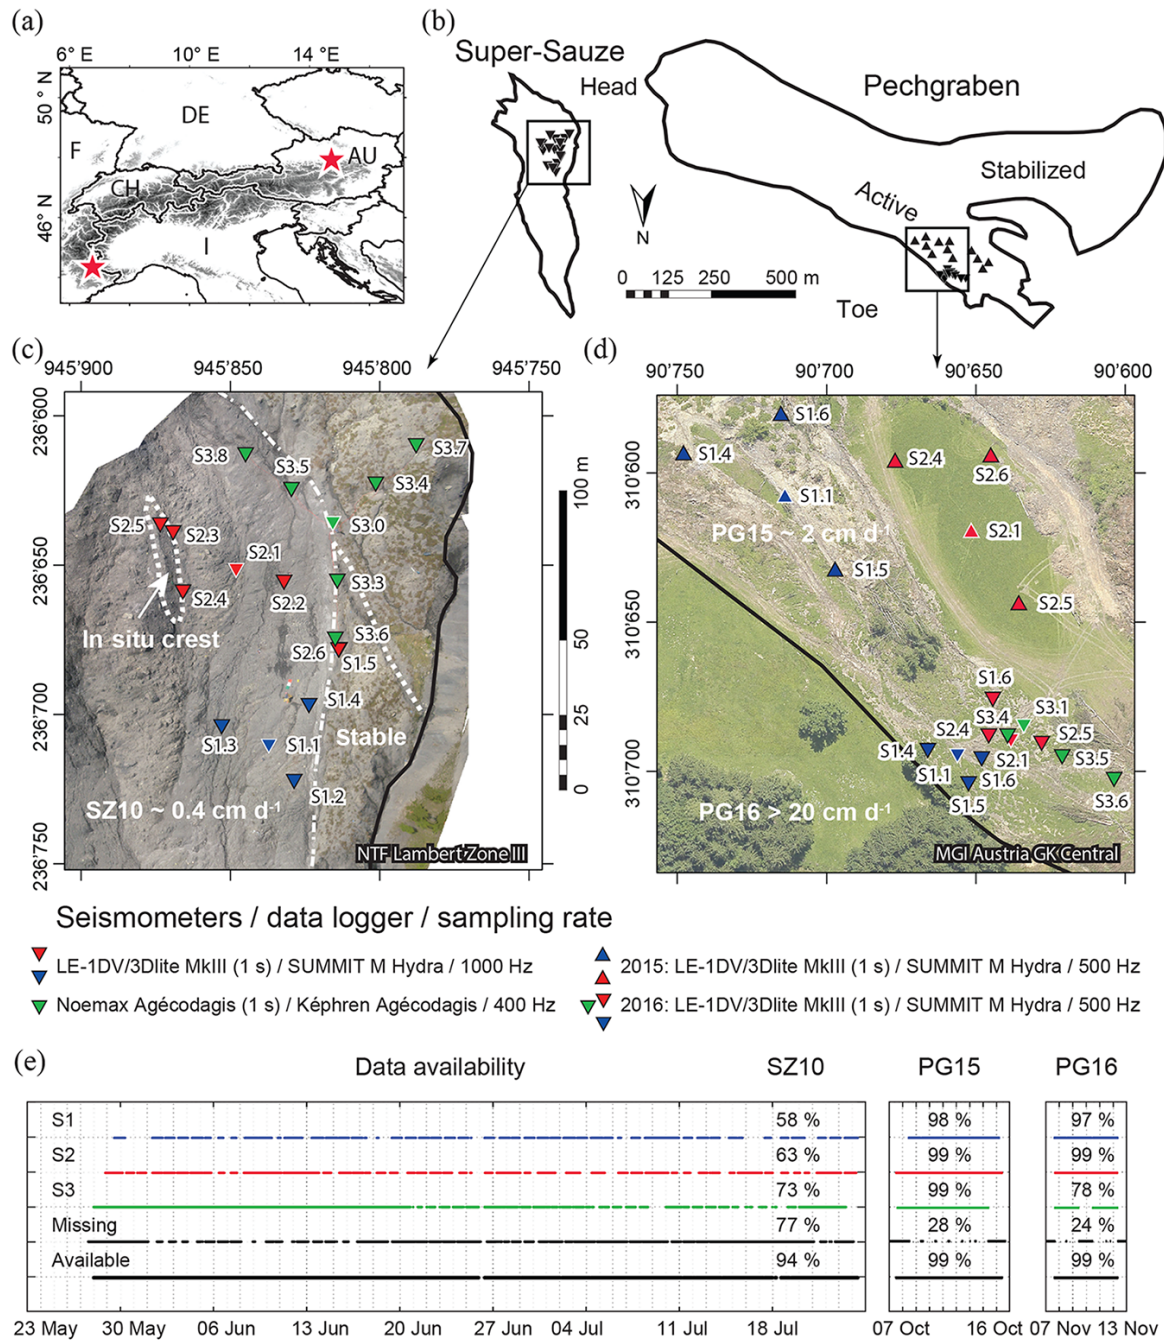 (a)
6° E
10° E
14° E
50° N
46° N
DE
F
AU
CH
I
(b)
Super-Sauze
Head
Pechgraben
Stabilized
Active
N
0 125 250 500 m
Toe
(c)
945'900
945'850
945'800
945'750
236'600
236'650
236'700
236'750
S3.8
S3.5
S3.7
S3.4
S3.0
S2.5
S2.3
S2.1
S3.3
S2.2
S2.4
In situ crest
S3.6
S2.6
S1.5
S1.4
S1.3
S1.1
Stable
S1.2
SZ10 ~ 0.4 cm d⁻¹
NTF Lambert Zone III
100 m
50
25
0
(d)
90'750
90'700
90'650
90'600
310'600
310'650
310'700
S1.6
S1.4
S2.4
S2.6
S1.1
PG15 ~ 2 cm d⁻¹
S2.1
S1.5
S2.5
S1.6
S3.1
S3.4
S2.4
S2.5
S1.4
S2.1
S3.5
S1.1
S1.6
S1.5
S3.6
PG16 > 20 cm d⁻¹
MGI Austria GK Central
Seismometers / data logger / sampling rate
LE-1DV/3Dlite MkIII (1 s) / SUMMIT M Hydra / 1000 Hz
Noemax Agécodagis (1 s) / Képhren Agécodagis / 400 Hz
2015: LE-1DV/3Dlite MkIII (1 s) / SUMMIT M Hydra / 500 Hz
2016: LE-1DV/3Dlite MkIII (1 s) / SUMMIT M Hydra / 500 Hz
(e)
Data availability
SZ10
PG15
PG16
S1 58 % 98 % 97 %
S2 63 % 99 % 99 %
S3 73 % 99 % 78 %
Missing 77 % 28 % 24 %
Available 94 % 99 % 99 %
23 May 30 May 06 Jun 13 Jun 20 Jun 27 Jun 04 Jul 11 Jul 18 Jul 07 Oct 16 Oct 07 Nov 13 Nov